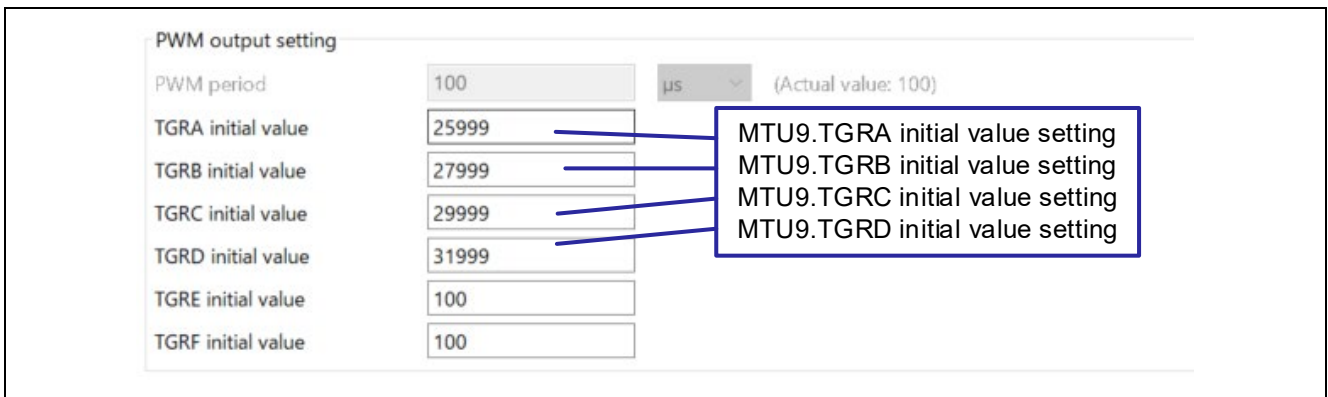 PWM output setting
PWM period 100 µs (Actual value: 100)
TGRA initial value 25999
TGRB initial value 27999
TGRC initial value 29999
TGRD initial value 31999
TGRE initial value 100
TGRF initial value 100
MTU9.TGRA initial value setting
MTU9.TGRB initial value setting
MTU9.TGRC initial value setting
MTU9.TGRD initial value setting